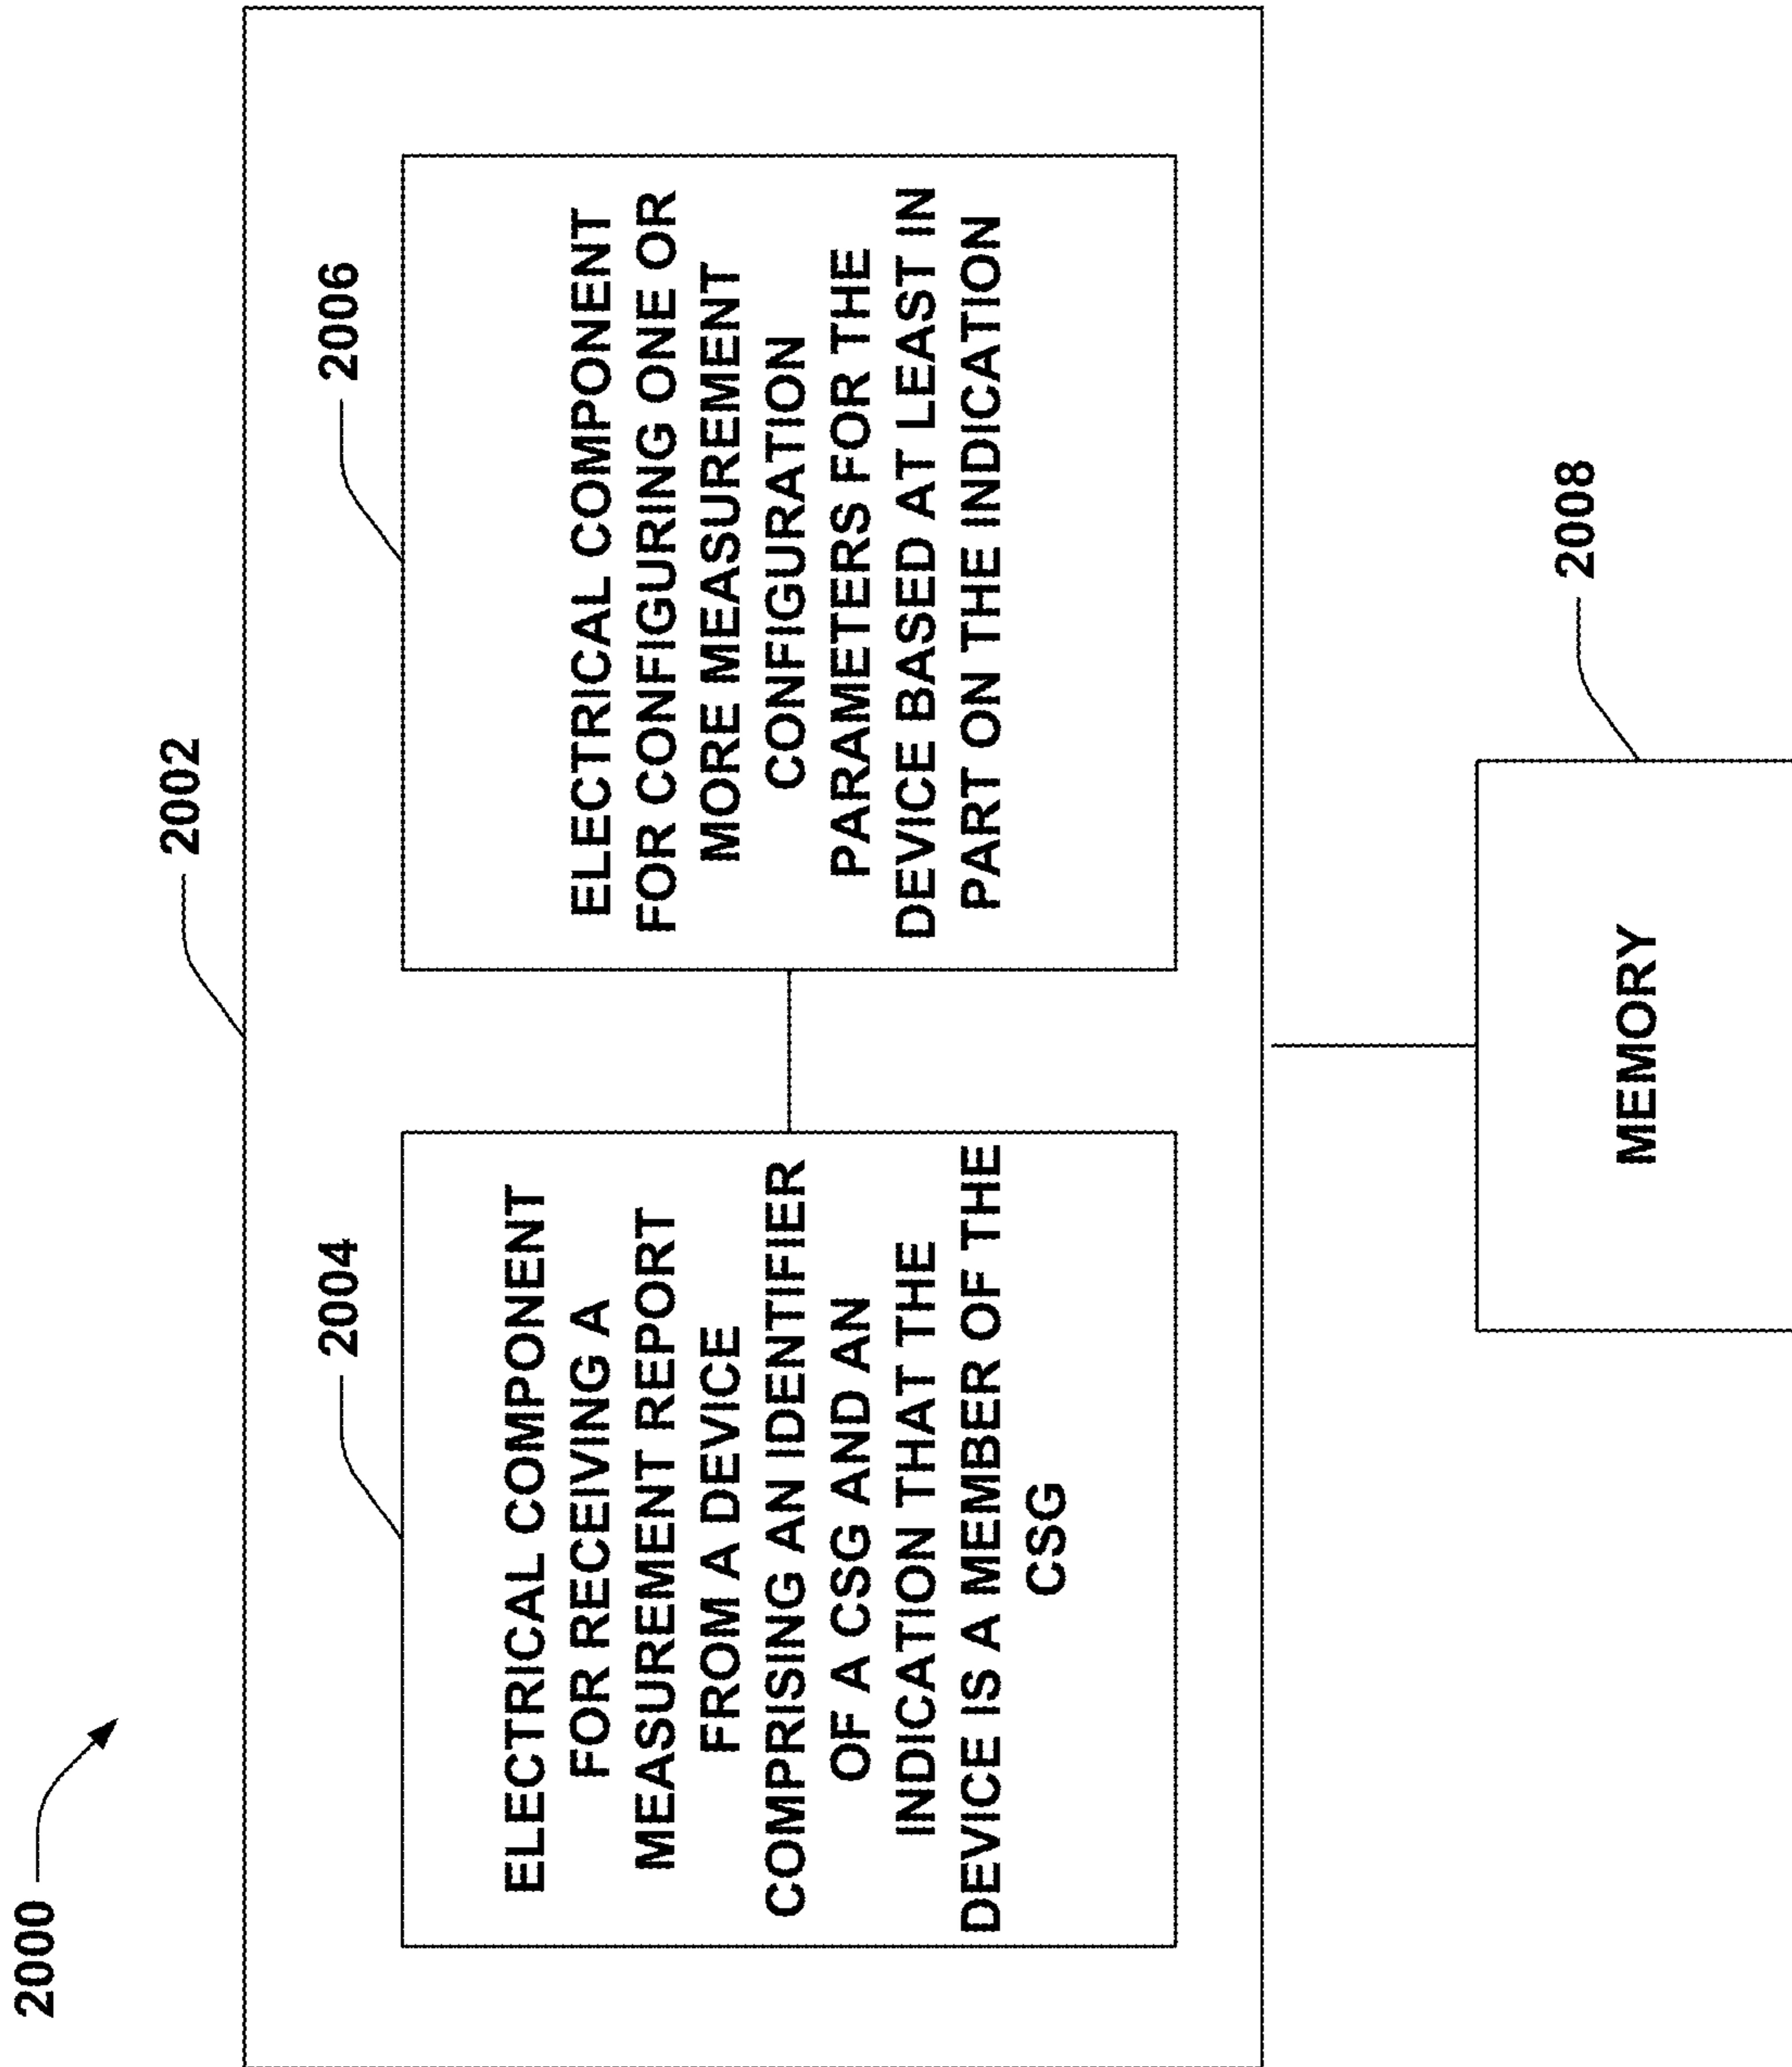 2000
2002
2004
ELECTRICAL COMPONENT
FOR RECEIVING A
MEASUREMENT REPORT
FROM A DEVICE
COMPRISING AN IDENTIFIER
OF A CSG AND AN
INDICATION THAT THE
DEVICE IS A MEMBER OF THE
CSG
2006
ELECTRICAL COMPONENT
FOR CONFIGURING ONE OR
MORE MEASUREMENT
CONFIGURATION
PARAMETERS FOR THE
DEVICE BASED AT LEAST IN
PART ON THE INDICATION
2008
MEMORY